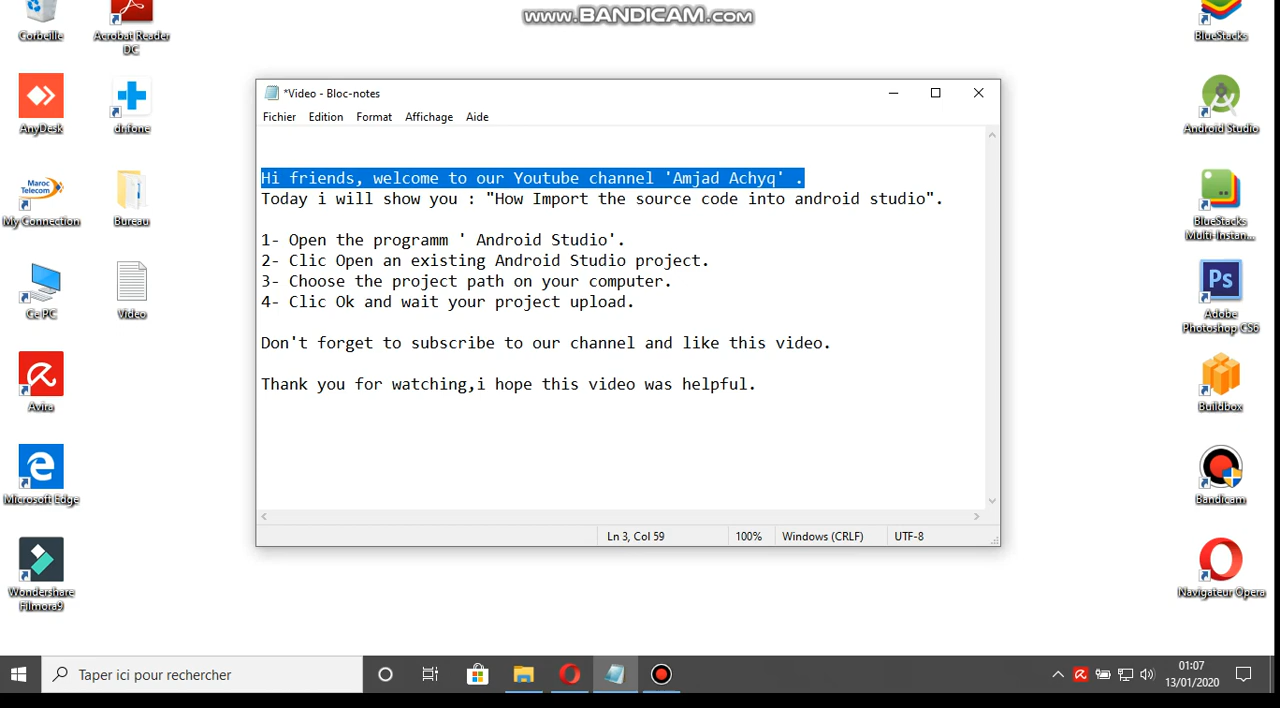 www.BANDICAM.com
Corbeille
Acrobat Reader DC
BlueStacks
AnyDesk
drifone
Android Studio
Maroc Telecom
My Connection
Bureau
BlueStacks Multi-Instan...
Ce PC
Video
Ps
Adobe Photoshop CS6
Avira
Buildbox
Microsoft Edge
Bandicam
Wondershare Filmora9
Navigateur Opera
*Video - Bloc-notes
Fichier Edition Format Affichage Aide
Hi friends, welcome to our Youtube channel 'Amjad Achyq' .
Today i will show you : "How Import the source code into android studio".
1- Open the programm ' Android Studio'.
2- Clic Open an existing Android Studio project.
3- Choose the project path on your computer.
4- Clic Ok and wait your project upload.
Don't forget to subscribe to our channel and like this video.
Thank you for watching,i hope this video was helpful.
Ln 3, Col 59 100% Windows (CRLF) UTF-8
Taper ici pour rechercher
01:07
13/01/2020